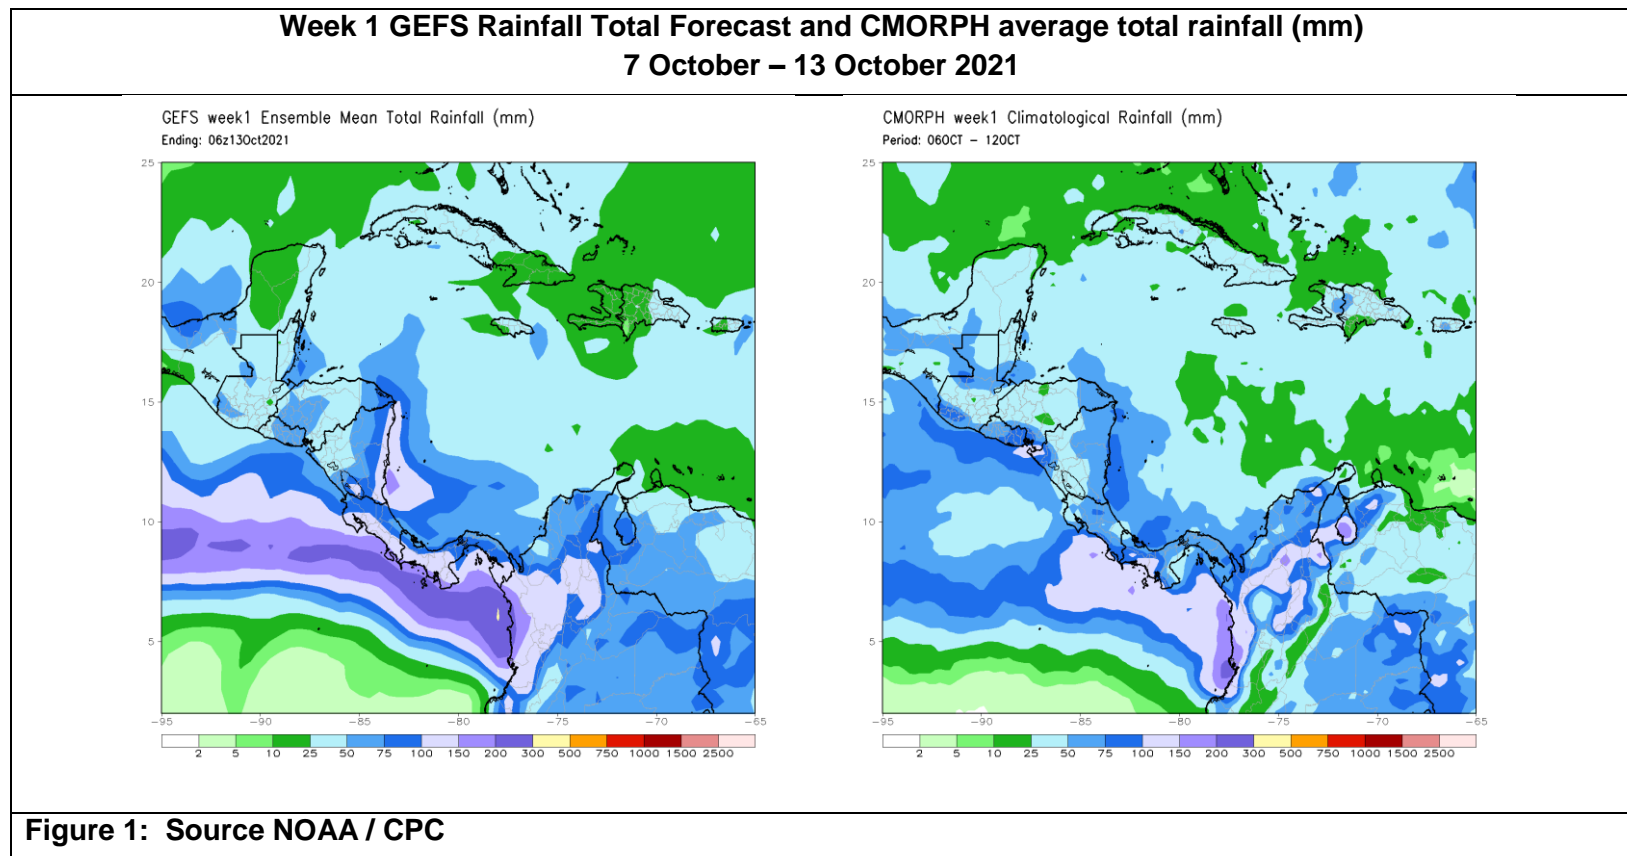 Week 1 GEFS Rainfall Total Forecast and CMORPH average total rainfall (mm)
7 October – 13 October 2021
GEFS week1 Ensemble Mean Total Rainfall (mm)
Ending: 06z13Oct2021
25
20
15
10
5
-95 -90 -85 -80 -75 -70 -65
2 5 10 25 50 75 100 150 200 300 500 750 1000 1500 2500
CMORPH week1 Climatological Rainfall (mm)
Period: 06OCT - 12OCT
25
20
15
10
5
-95 -90 -85 -80 -75 -70 -65
2 5 10 25 50 75 100 150 200 300 500 750 1000 1500 2500
Figure 1: Source NOAA / CPC